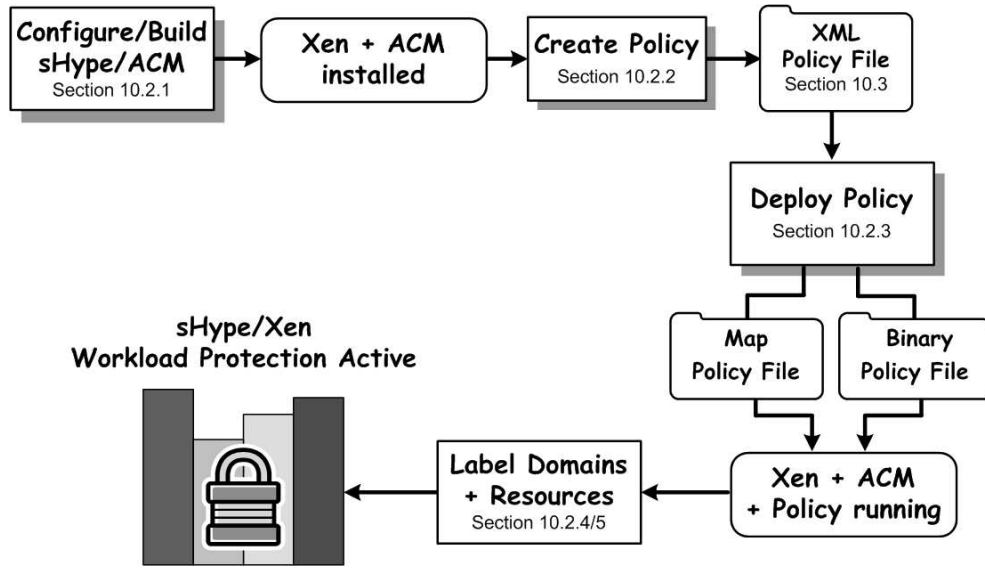 Configure/Build
sHype/ACM
Section 10.2.1
Xen + ACM
installed
Create Policy
Section 10.2.2
XML
Policy File
Section 10.3
Deploy Policy
Section 10.2.3
Map
Policy File
Binary
Policy File
Xen + ACM
+ Policy running
Label Domains
+ Resources
Section 10.2.4/5
sHype/Xen
Workload Protection Active